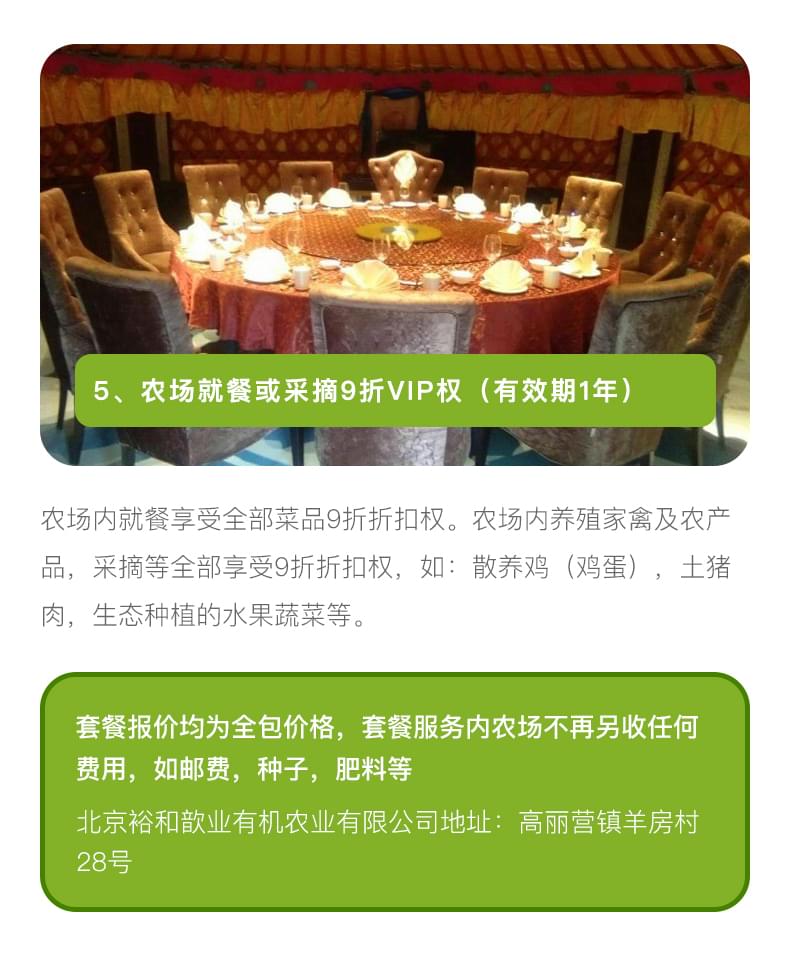 5、农场就餐或采摘9折VIP权（有效期1年）
农场内就餐享受全部菜品9折折扣权。农场内养殖家禽及农产
品，采摘等全部享受9折折扣权，如：散养鸡（鸡蛋），土猪
肉，生态种植的水果蔬菜等。
套餐报价均为全包价格，套餐服务内农场不再另收任何
费用，如邮费，种子，肥料等
北京裕和歆业有机农业有限公司地址：高丽营镇羊房村
28号